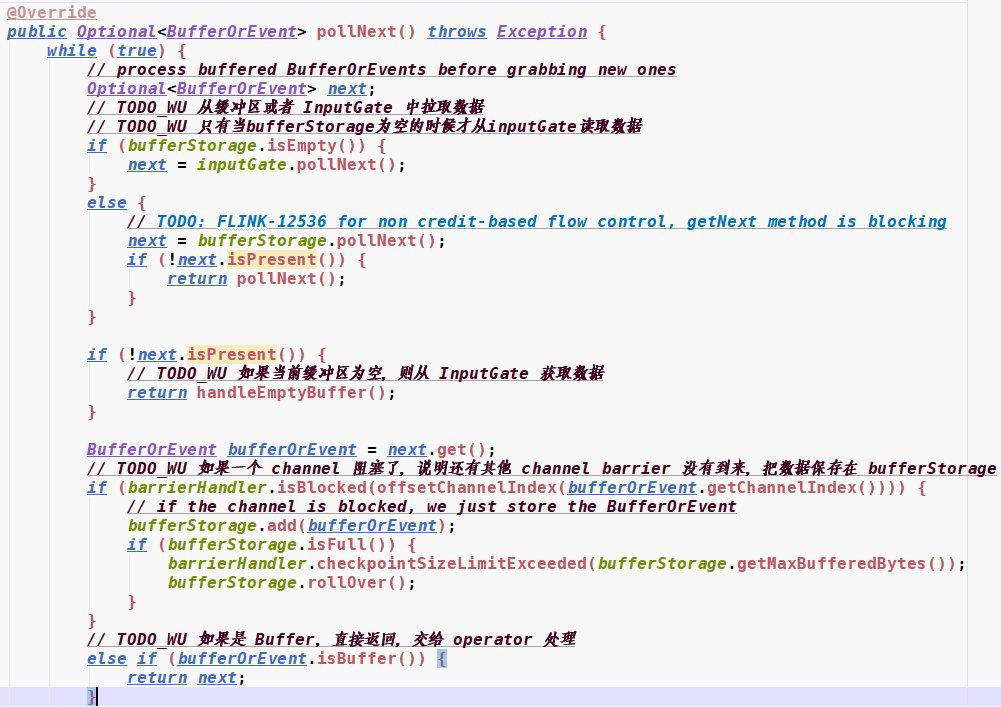 @Override
public Optional<BufferOrEvent> pollNext() throws Exception {
while (true) {
// process buffered BufferOrEvents before grabbing new ones
Optional<BufferOrEvent> next;
// TODO_WU 从缓冲区或者 InputGate 中拉取数据
// TODO_WU 只有当bufferStorage为空的时候才从inputGate读取数据
if (bufferStorage.isEmpty()) {
next = inputGate.pollNext();
}
else {
// TODO: FLINK-12536 for non credit-based flow control, getNext method is blocking
next = bufferStorage.pollNext();
if (!next.isPresent()) {
return pollNext();
}
}
if (!next.isPresent()) {
// TODO_WU 如果当前缓冲区为空，则从 InputGate 获取数据
return handleEmptyBuffer();
}
BufferOrEvent bufferOrEvent = next.get();
// TODO_WU 如果一个 channel 阻塞了，说明还有其他 channel barrier 没有到来，把数据保存在 bufferStorage
if (barrierHandler.isBlocked(offsetChannelIndex(bufferOrEvent.getChannelIndex()))) {
// if the channel is blocked, we just store the BufferOrEvent
bufferStorage.add(bufferOrEvent);
if (bufferStorage.isFull()) {
barrierHandler.checkpointSizeLimitExceeded(bufferStorage.getMaxBufferedBytes());
bufferStorage.rollOver();
}
}
// TODO_WU 如果是 Buffer，直接返回，交给 operator 处理
else if (bufferOrEvent.isBuffer()) {
return next;
}